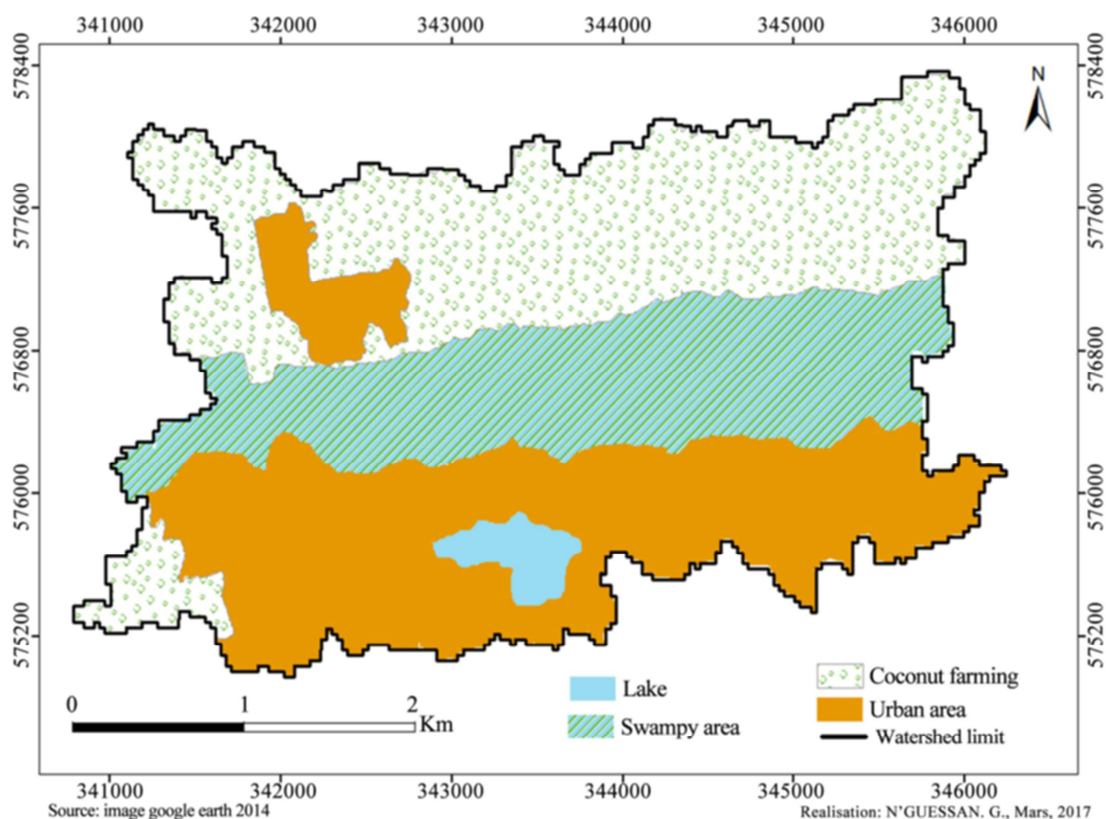 341000 342000 343000 344000 345000 346000
578400 578400
N
577600 577600
576800 576800
576000 576000
575200 575200
Lake
Swampy area
Coconut farming
Urban area
Watershed limit
0 1 2
Km
341000 342000 343000 344000 345000 346000
Source: image google earth 2014
Realisation: N'GUESSAN. G., Mars, 2017